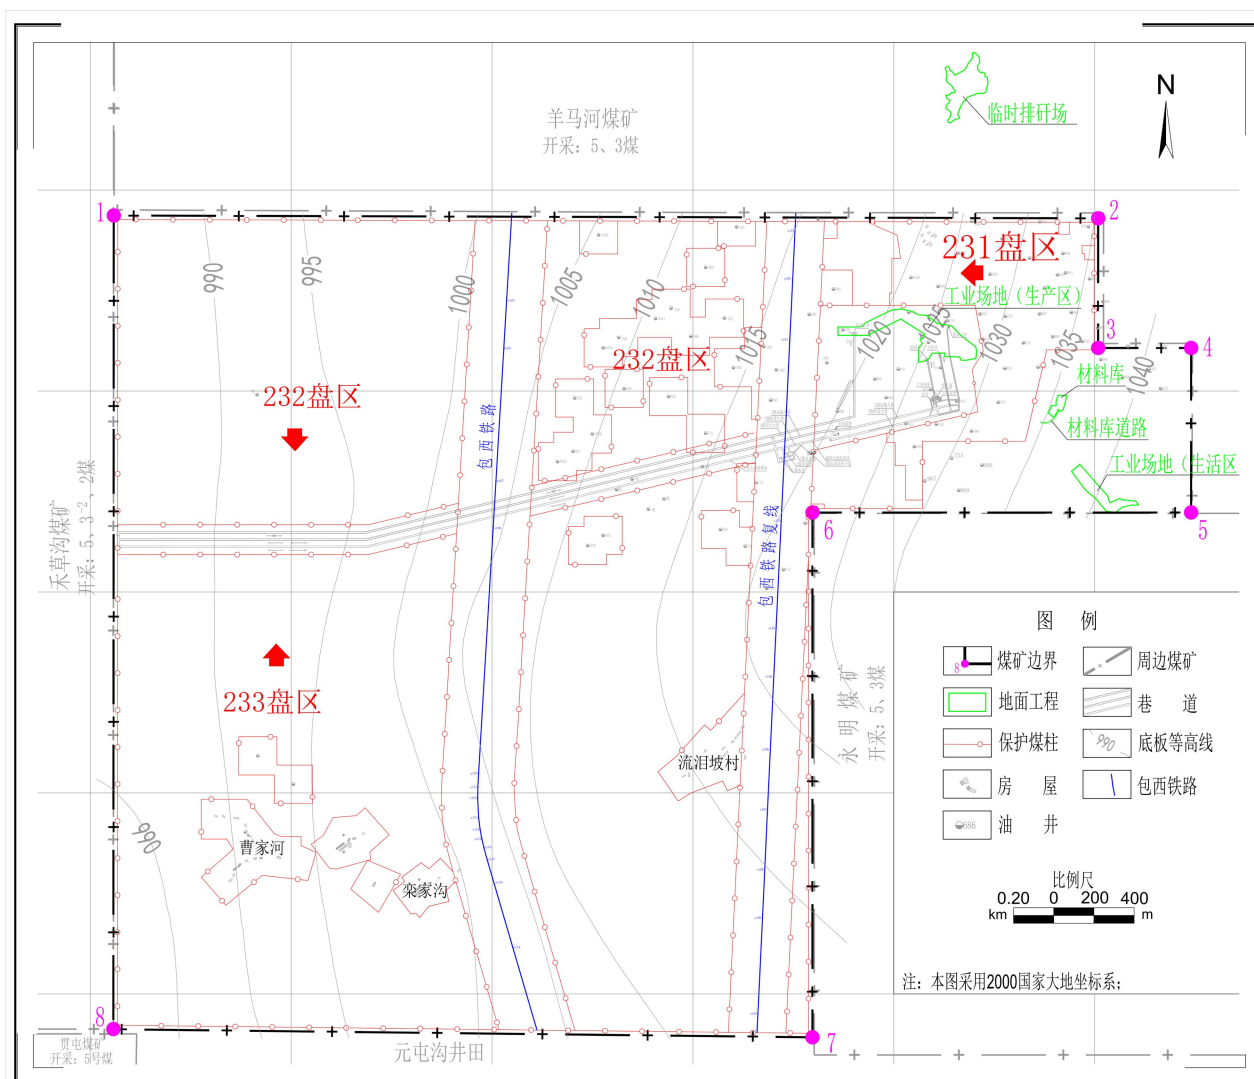 N
临时排矸场
羊马河煤矿
开采：5、3煤
1
2
231盘区
990
995
1000
1005
1010
1015
1020
1025
1030
1035
1040
工业场地（生产区）
3
4
232盘区
232盘区
材料库
材料库道路
工业场地（生活区
包西铁路
包西铁路复线
禾草沟煤矿
开采：5、3⁻²、2煤
6
5
233盘区
永明煤矿
开采：5、3煤
流泪坡村
990
曹家河
栾家沟
8
7
贯屯煤矿
开采：5号煤
元屯沟井田
图 例
8
煤矿边界
周边煤矿
地面工程
巷 道
保护煤柱
990
底板等高线
房 屋
包西铁路
686
油 井
比例尺
0.20 0 200 400
km m
注：本图采用2000国家大地坐标系；